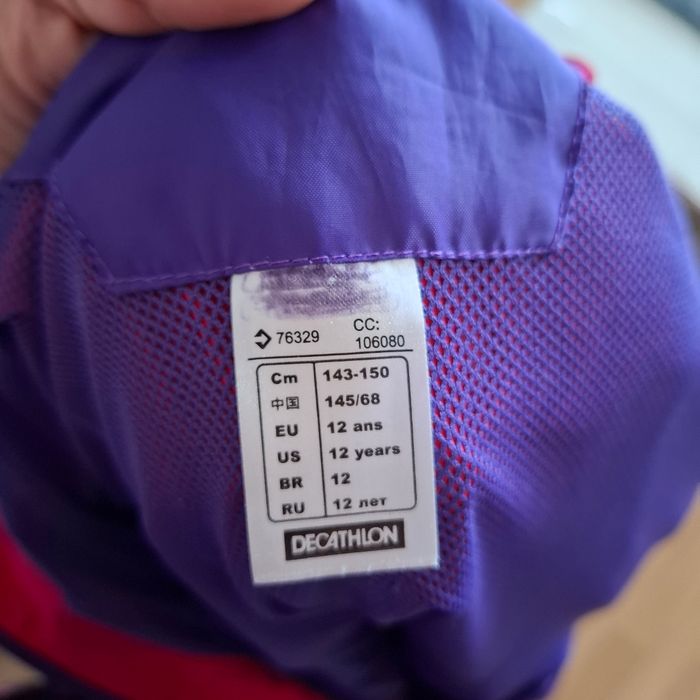 76329 CC:
106080
Cm 143-150
中国 145/68
EU 12 ans
US 12 years
BR 12
RU 12 лет
DECATHLON